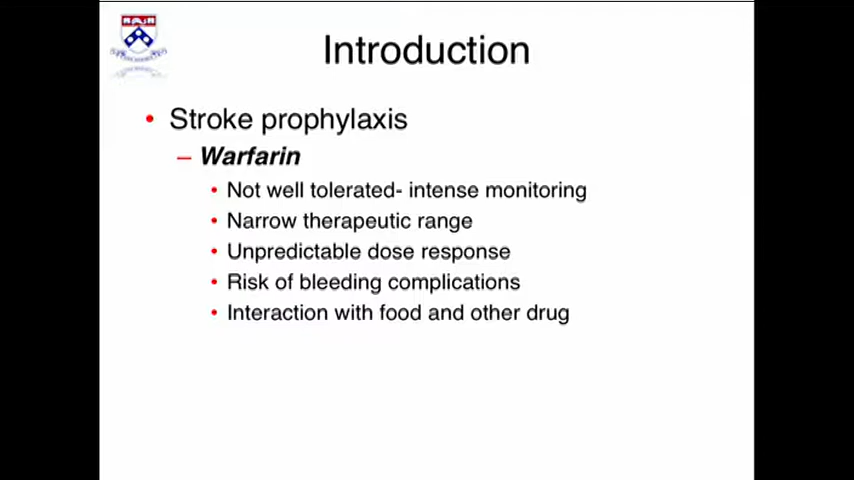 Introduction
• Stroke prophylaxis
– Warfarin
• Not well tolerated- intense monitoring
• Narrow therapeutic range
• Unpredictable dose response
• Risk of bleeding complications
• Interaction with food and other drug